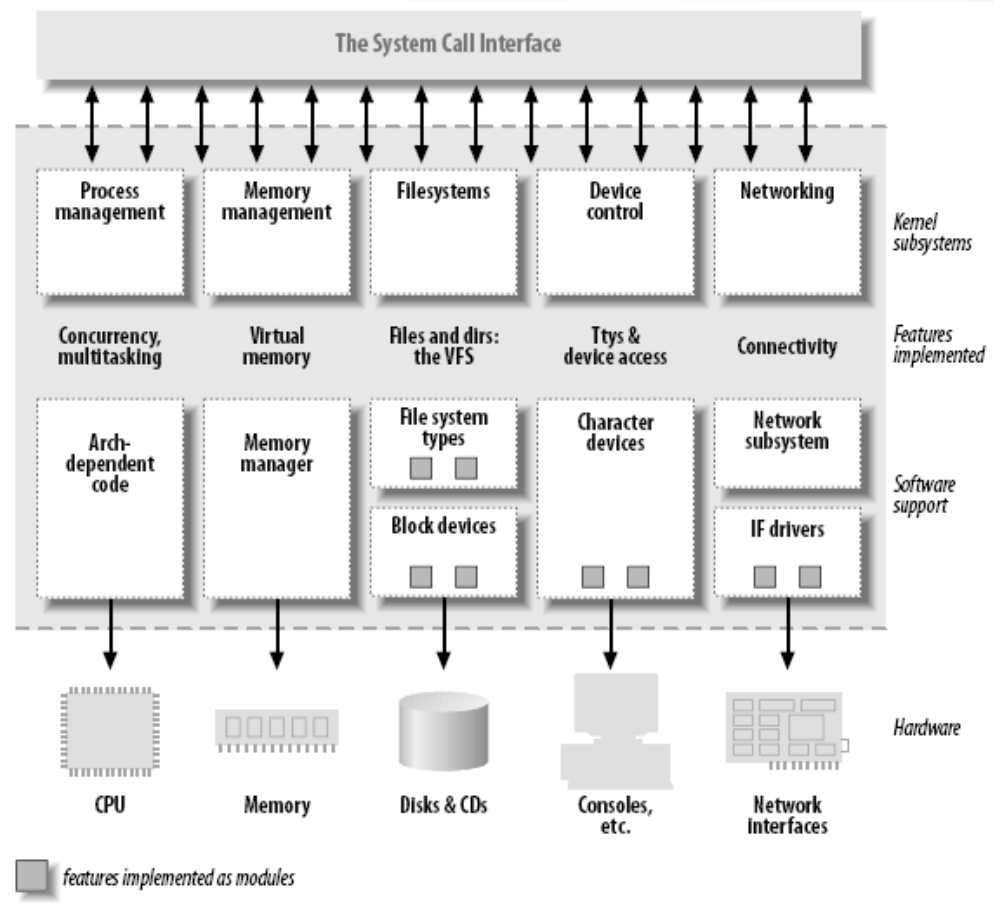 The System Call Interface
Process
management
Memory
management
Filesystems
Device
control
Networking
Kernel
subsystems
Concurrency,
multitasking
Virtual
memory
Files and dirs:
the VFS
Ttys &
device access
Connectivity
Features
implemented
Arch-
dependent
code
Memory
manager
File system
types
Block devices
Character
devices
Network
subsystem
IF drivers
Software
support
Hardware
CPU
Memory
Disks & CDs
Consoles,
etc.
Network
interfaces
features implemented as modules